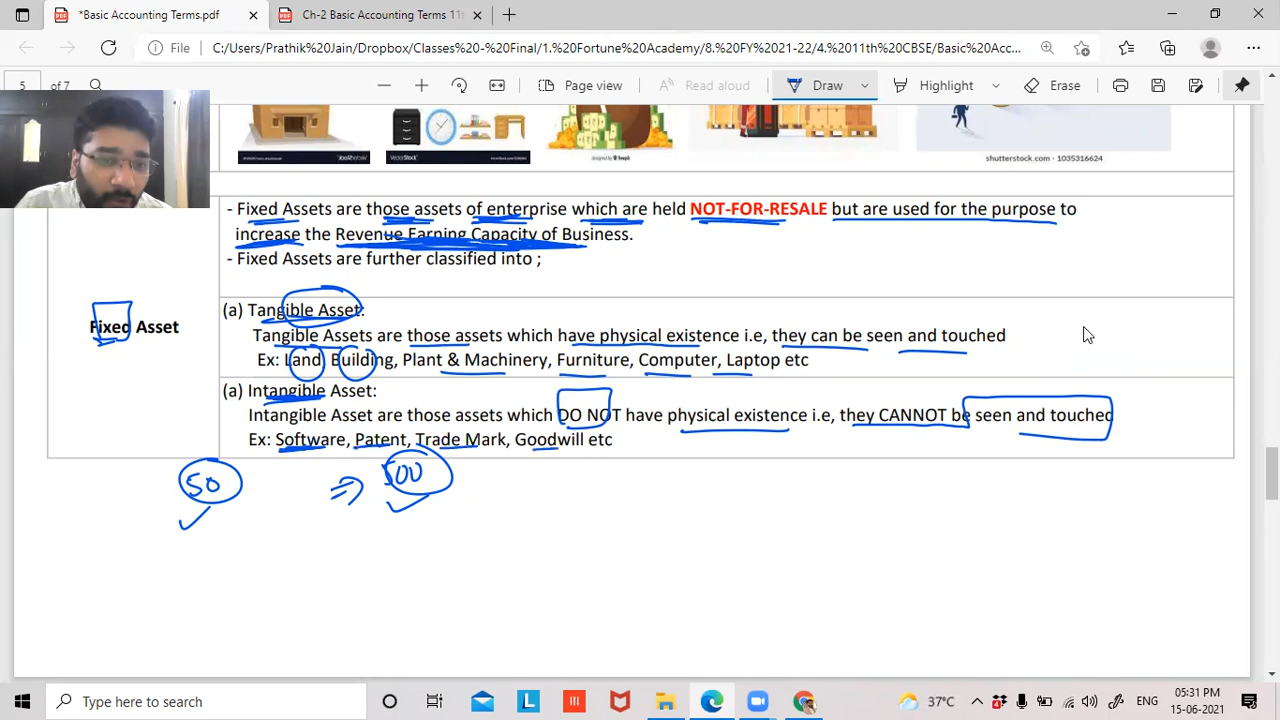 *Basic Accounting Terms.pdf
Ch-2 Basic Accounting Terms 11
File C:/Users/Prathik%20Jain/Dropbox/Classes%20-%20Final/1.%20Fortune%20Academy/8.%20FY%202021-22/4.%2011th%20CBSE/Basic%20Acc...
5 of 7 Page view Read aloud Draw Highlight Erase
VectorStock
designed by freepik
shutterstock.com · 1035316624
- Fixed Assets are those assets of enterprise which are held NOT-FOR-RESALE but are used for the purpose to
increase the Revenue Earning Capacity of Business.
- Fixed Assets are further classified into ;
Fixed Asset
(a) Tangible Asset:
Tangible Assets are those assets which have physical existence i.e, they can be seen and touched
Ex: Land, Building, Plant & Machinery, Furniture, Computer, Laptop etc
(a) Intangible Asset:
Intangible Asset are those assets which DO NOT have physical existence i.e, they CANNOT be seen and touched
Ex: Software, Patent, Trade Mark, Goodwill etc
50 ⇒ 500
Type here to search
L
37°C
ENG
05:31 PM
15-06-2021